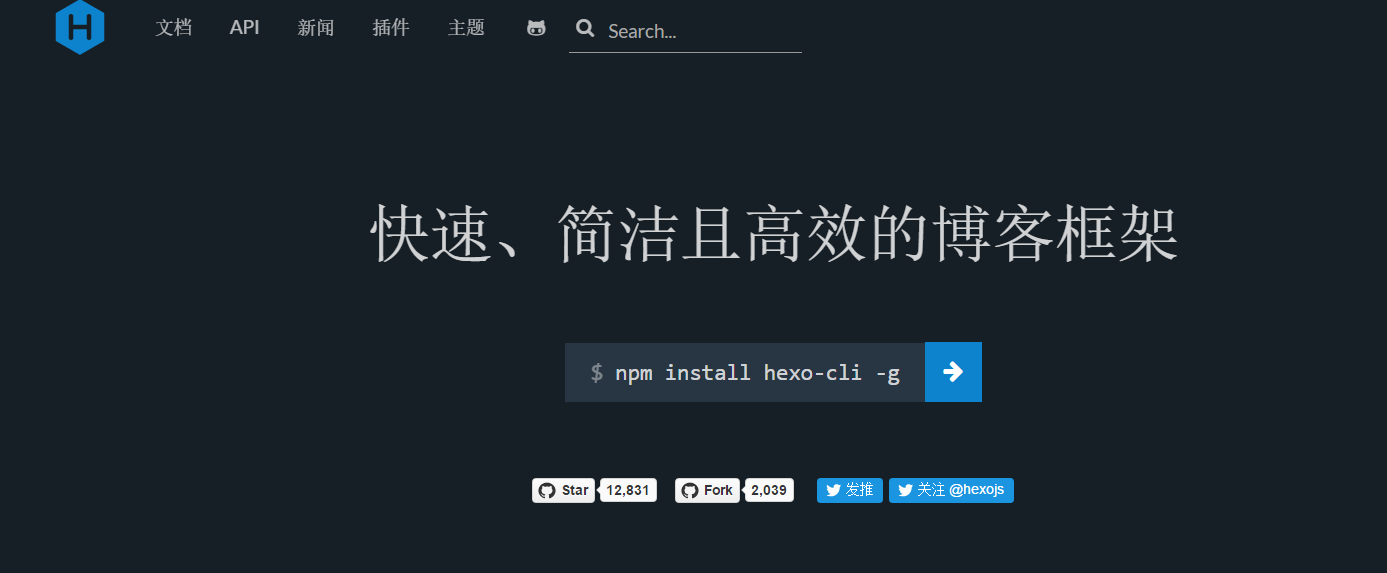 H 文档 API 新闻 插件 主题 Search...
快速、简洁且高效的博客框架
$ npm install hexo-cli -g
Star 12,831 Fork 2,039 发推 关注 @hexojs